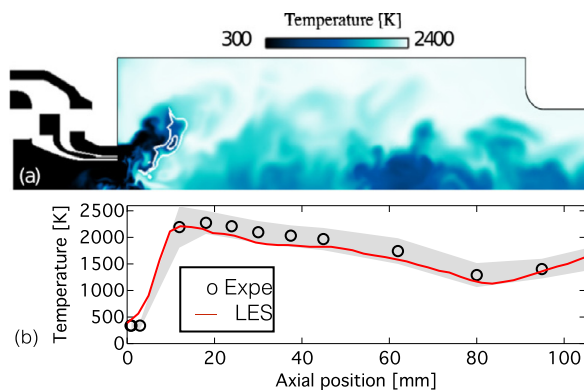 Temperature [K]
300 2400
(a)
Temperature [K]
2500
2000
1500
1000
500
0
Expe
LES
(b)
0 20 40 60 80 100
Axial position [mm]